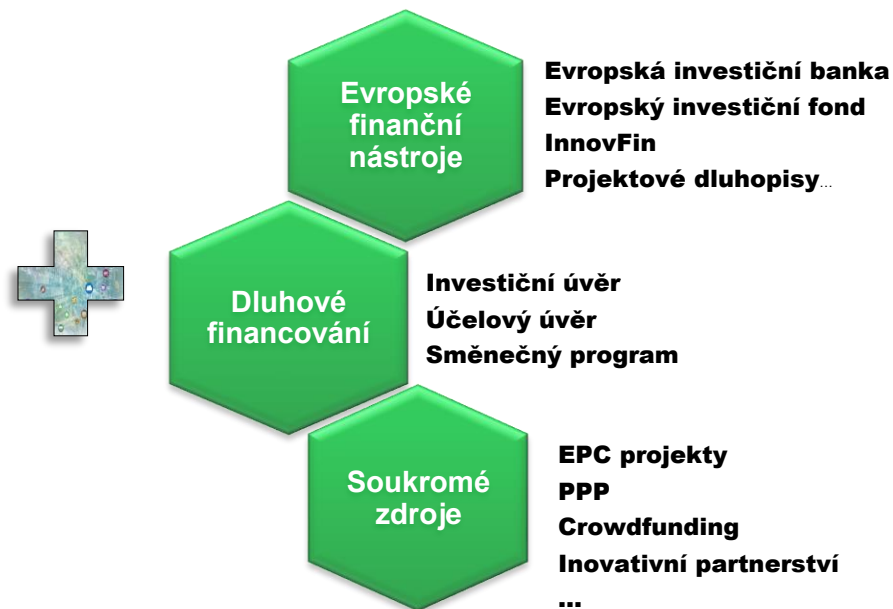 Evropské
finanční
nástroje
Evropská investiční banka
Evropský investiční fond
InnovFin
Projektové dluhopisy...
Dluhové
financování
Investiční úvěr
Účelový úvěr
Směnečný program
Soukromé
zdroje
EPC projekty
PPP
Crowdfunding
Inovativní partnerství
...